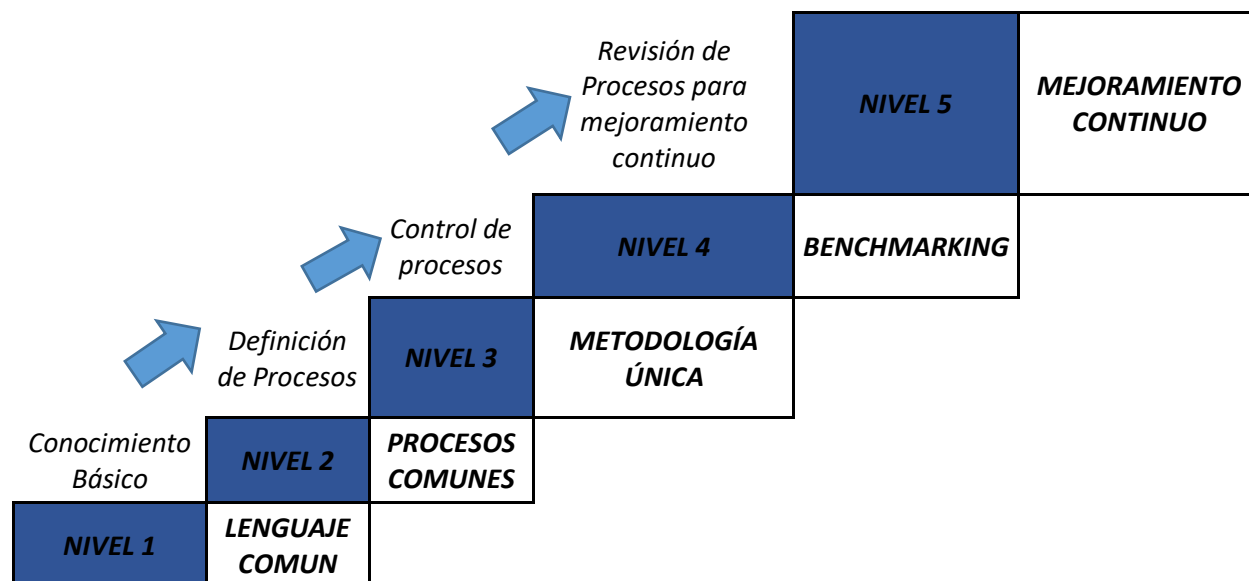 Revisión de
Procesos para
mejoramiento
continuo
NIVEL 5
MEJORAMIENTO
CONTINUO
Control de
procesos
NIVEL 4
BENCHMARKING
Definición
de Procesos
NIVEL 3
METODOLOGÍA
ÚNICA
Conocimiento
Básico
NIVEL 2
PROCESOS
COMUNES
NIVEL 1
LENGUAJE
COMUN